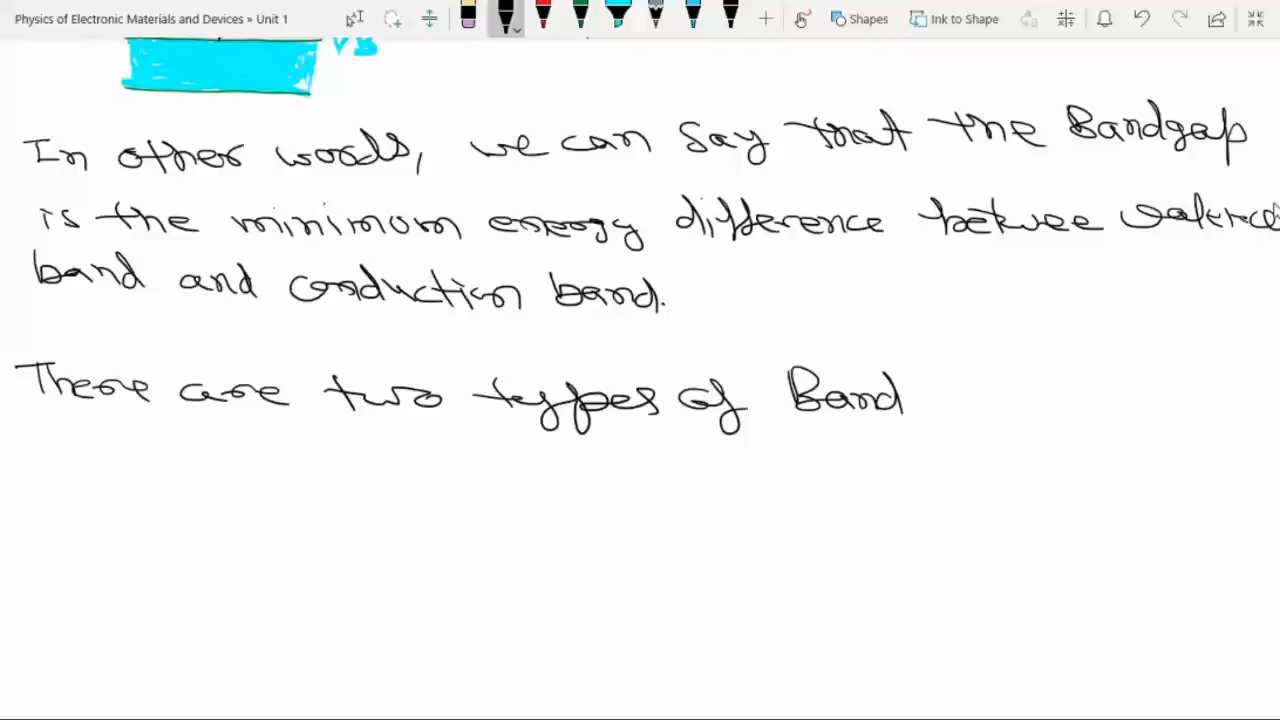 Physics of Electronic Materials and Devices » Unit 1
Shapes
Ink to Shape
VB
In other words, we can say that the Bandgap
is the minimum energy difference betwee valence
band and conduction band.
There are two types of Band